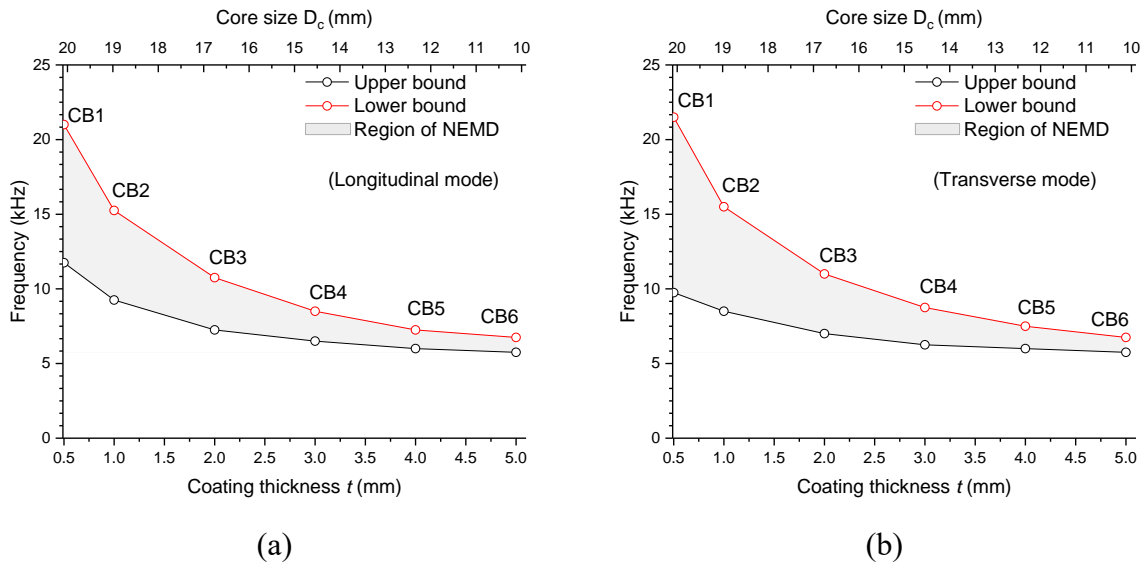 Core size Dc (mm)
20 19 18 17 16 15 14 13 12 11 10
25
20
15
10
5
0
Frequency (kHz)
Upper bound
Lower bound
Region of NEMD
(Longitudinal mode)
CB1
CB2
CB3
CB4
CB5
CB6
0.5 1.0 1.5 2.0 2.5 3.0 3.5 4.0 4.5 5.0
Coating thickness t (mm)
(a)
Core size Dc (mm)
20 19 18 17 16 15 14 13 12 11 10
25
20
15
10
5
0
Frequency (kHz)
Upper bound
Lower bound
Region of NEMD
(Transverse mode)
CB1
CB2
CB3
CB4
CB5
CB6
0.5 1.0 1.5 2.0 2.5 3.0 3.5 4.0 4.5 5.0
Coating thickness t (mm)
(b)